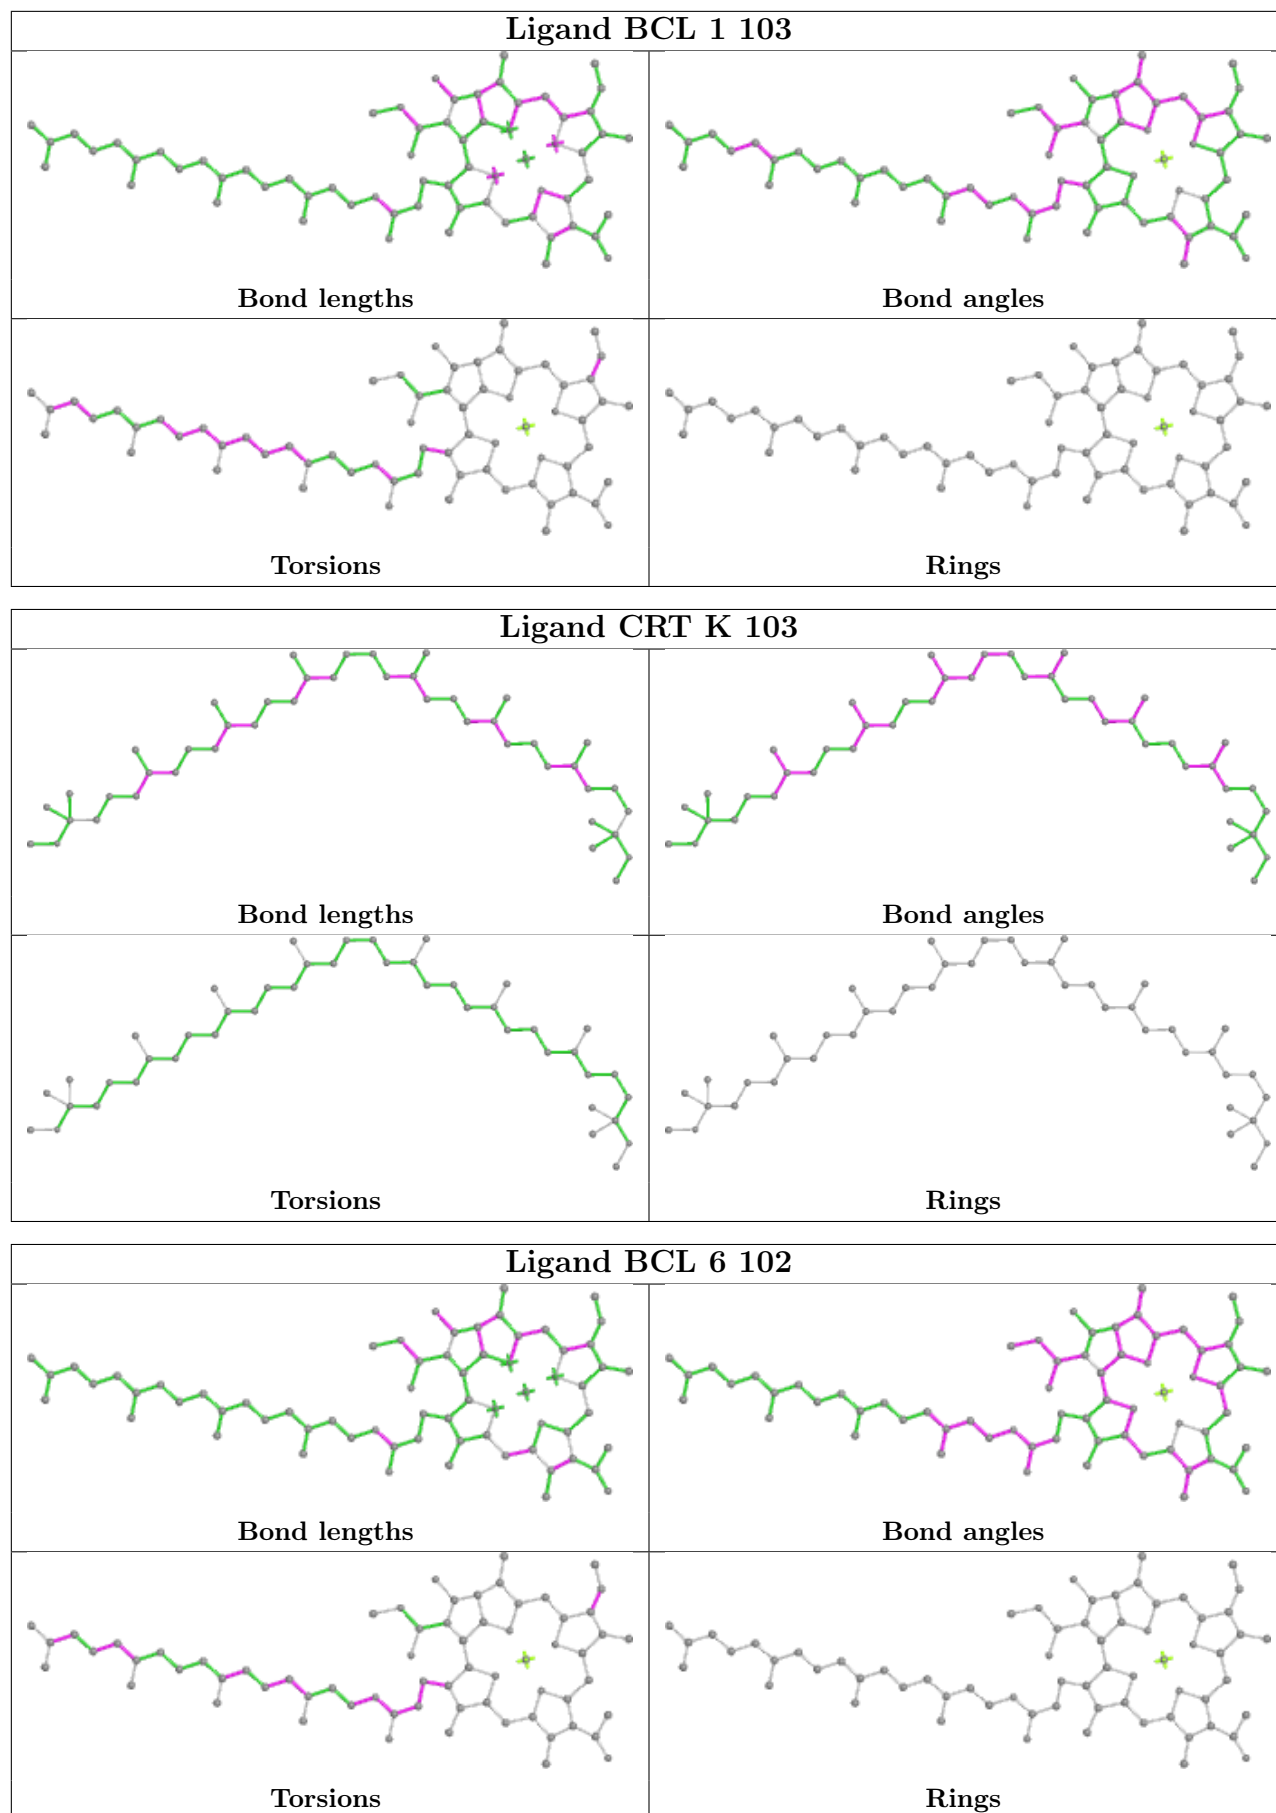 Ligand BCL 1 103
Bond lengths
Bond angles
Torsions
Rings
Ligand CRT K 103
Bond lengths
Bond angles
Torsions
Rings
Ligand BCL 6 102
Bond lengths
Bond angles
Torsions
Rings